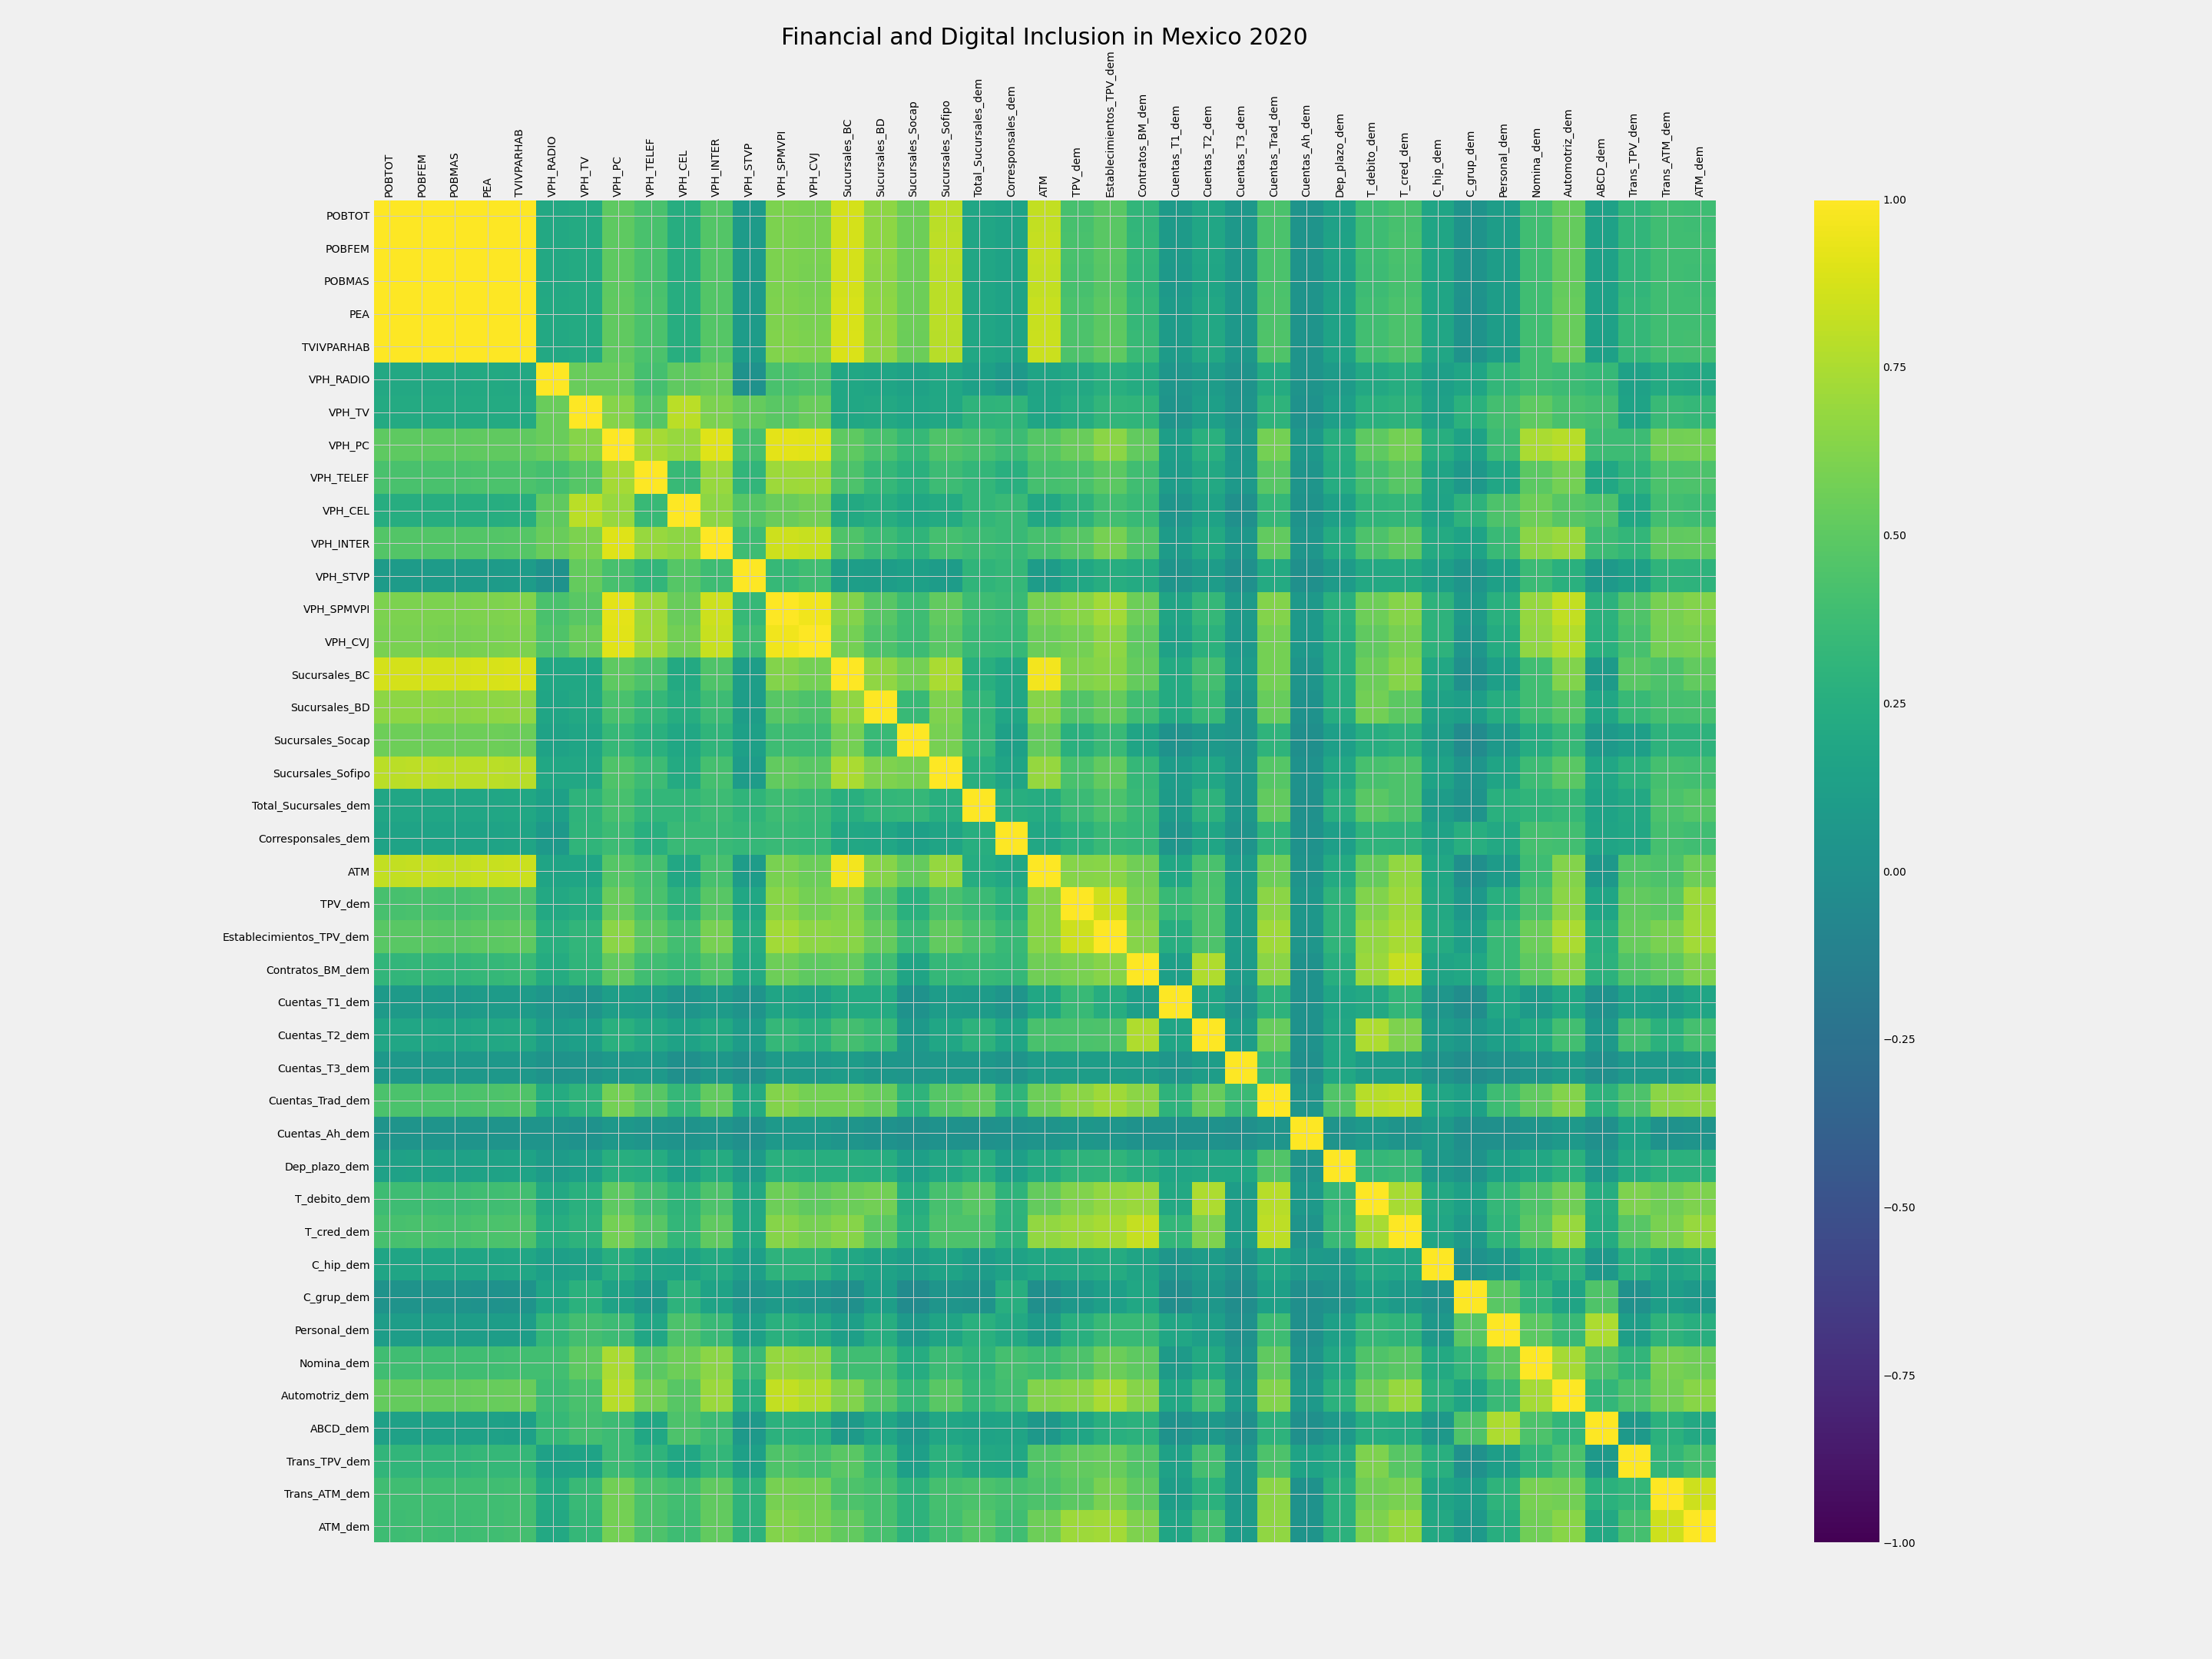 Financial and Digital Inclusion in Mexico 2020
POBTOT
POBFEM
POBMAS
PEA
TVIVPARHAB
VPH_RADIO
VPH_TV
VPH_PC
VPH_TELEF
VPH_CEL
VPH_INTER
VPH_STVP
VPH_SPMVPI
VPH_CVJ
Sucursales_BC
Sucursales_BD
Sucursales_Socap
Sucursales_Sofipo
Total_Sucursales_dem
Corresponsales_dem
ATM
TPV_dem
Establecimientos_TPV_dem
Contratos_BM_dem
Cuentas_T1_dem
Cuentas_T2_dem
Cuentas_T3_dem
Cuentas_Trad_dem
Cuentas_Ah_dem
Dep_plazo_dem
T_debito_dem
T_cred_dem
C_hip_dem
C_grup_dem
Personal_dem
Nomina_dem
Automotriz_dem
ABCD_dem
Trans_TPV_dem
Trans_ATM_dem
ATM_dem
POBTOT
POBFEM
POBMAS
PEA
TVIVPARHAB
VPH_RADIO
VPH_TV
VPH_PC
VPH_TELEF
VPH_CEL
VPH_INTER
VPH_STVP
VPH_SPMVPI
VPH_CVJ
Sucursales_BC
Sucursales_BD
Sucursales_Socap
Sucursales_Sofipo
Total_Sucursales_dem
Corresponsales_dem
ATM
TPV_dem
Establecimientos_TPV_dem
Contratos_BM_dem
Cuentas_T1_dem
Cuentas_T2_dem
Cuentas_T3_dem
Cuentas_Trad_dem
Cuentas_Ah_dem
Dep_plazo_dem
T_debito_dem
T_cred_dem
C_hip_dem
C_grup_dem
Personal_dem
Nomina_dem
Automotriz_dem
ABCD_dem
Trans_TPV_dem
Trans_ATM_dem
ATM_dem
1.00
0.75
0.50
0.25
0.00
−0.25
−0.50
−0.75
−1.00